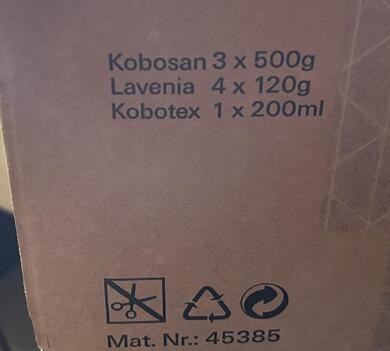 Kobosan 3 x 500g
Lavenia 4 x 120g
Kobotex 1 x 200ml
Mat. Nr.: 45385